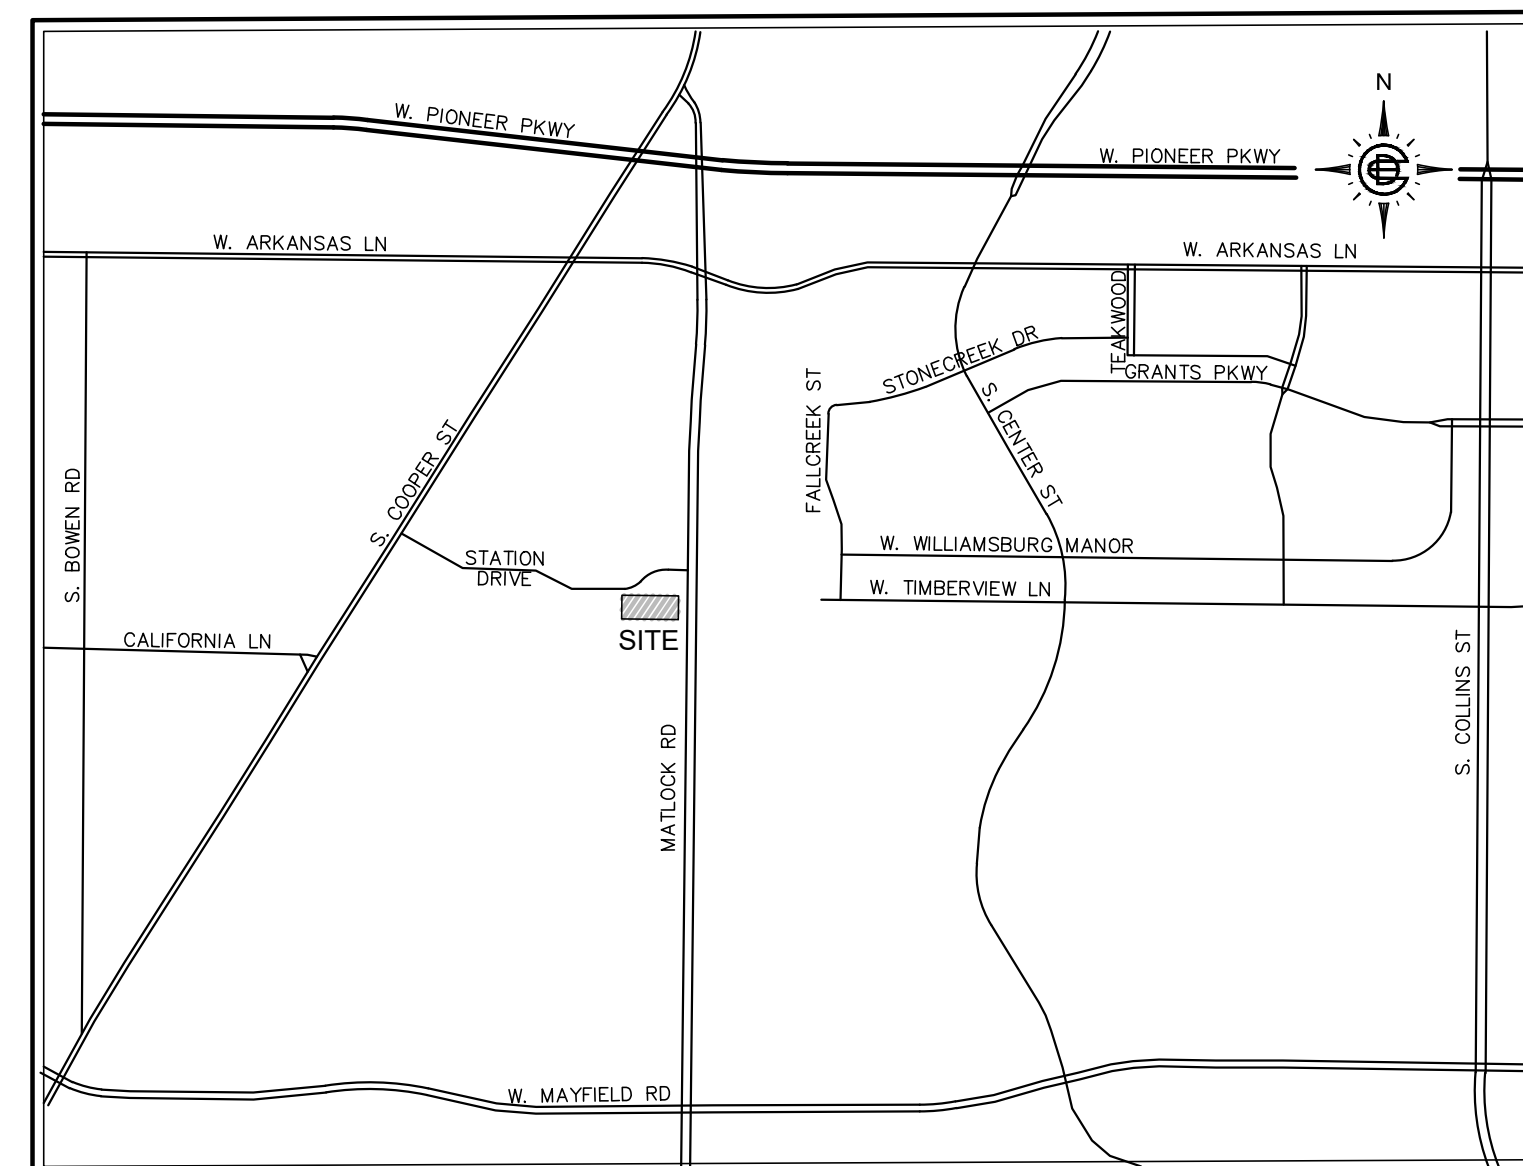 N
W. PIONEER PKWY
W. PIONEER PKWY
W. ARKANSAS LN
W. ARKANSAS LN
TEAKWOOD
STONECREEK DR
GRANTS PKWY
FALLCREEK ST
S. CENTER ST
S. COOPER ST
S. BOWEN RD
W. WILLIAMSBURG MANOR
STATION
DRIVE
W. TIMBERVIEW LN
SITE
CALIFORNIA LN
S. COLLINS ST
MATLOCK RD
W. MAYFIELD RD